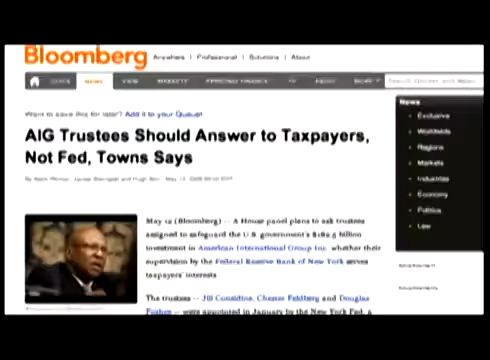 Bloomberg
Anywhere | Professional | Solutions | About
NEWS
Want to save this for later? Add it to your Queue!
AIG Trustees Should Answer to Taxpayers,
Not Fed, Towns Says
News
Exclusive
Worldwide
Regions
Markets
Industries
Economy
Politics
Law
May 12 (Bloomberg) -- A House panel plans to ask trustees
assigned to safeguard the U.S. government's billion
investment in American International Group Inc. whether their
supervision by the Federal Reserve Bank of New York serves
taxpayers' interests
The trustees -- Jill Considine, Chester Feldberg and Douglas
were appointed in January by the New York Fed, a